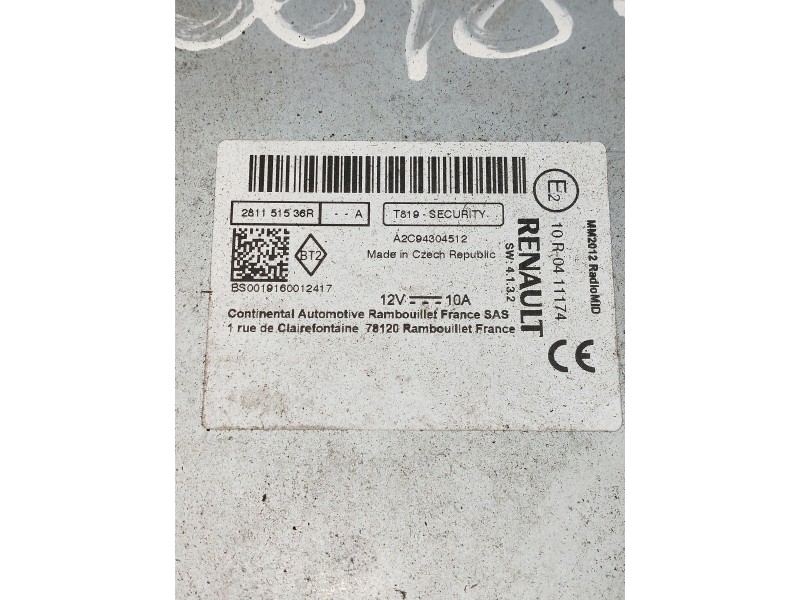 2811 515 36R - - A
T819 - SECURITY
A2C94304512
Made in Czech Republic
BT2
BS0019160012417
12V 10A
Continental Automotive Rambouillet France SAS
1 rue de Clairefontaine 78120 Rambouillet France
E2
10 R-04 11174
MM2012 RadioMID
RENAULT
SW: 4.1.3.2
CE